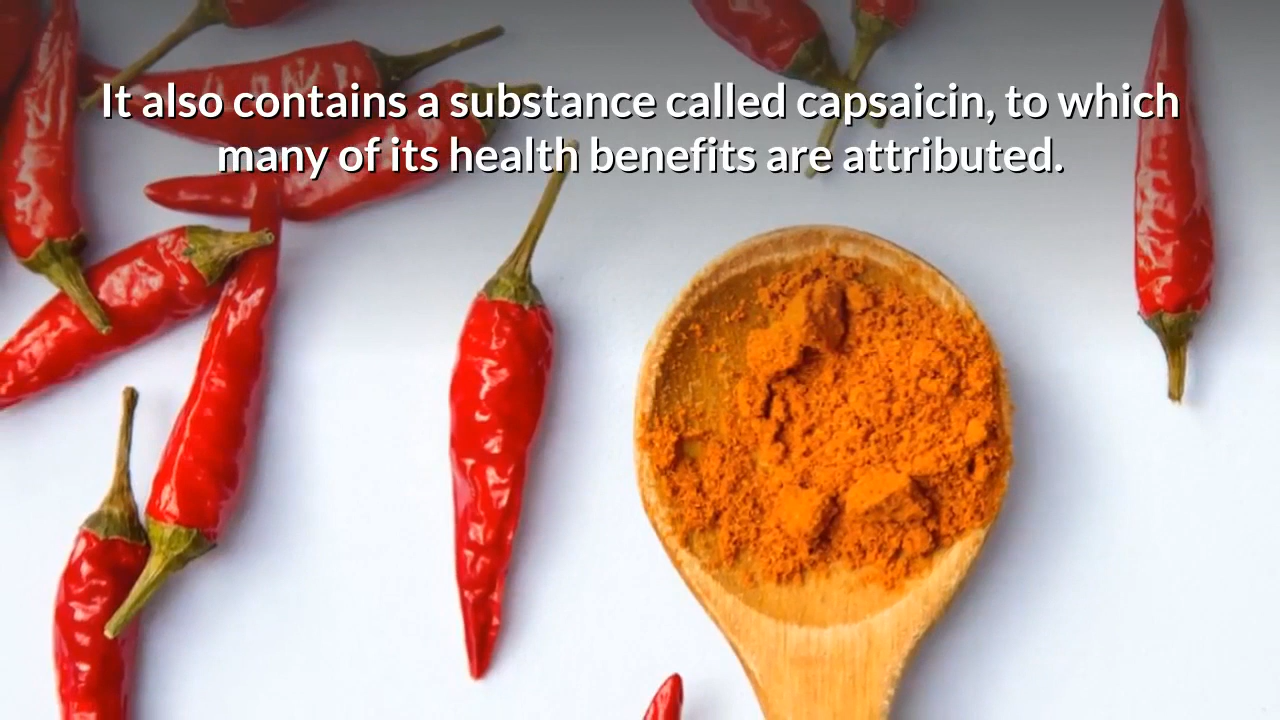 It also contains a substance called capsaicin, to which
many of its health benefits are attributed.